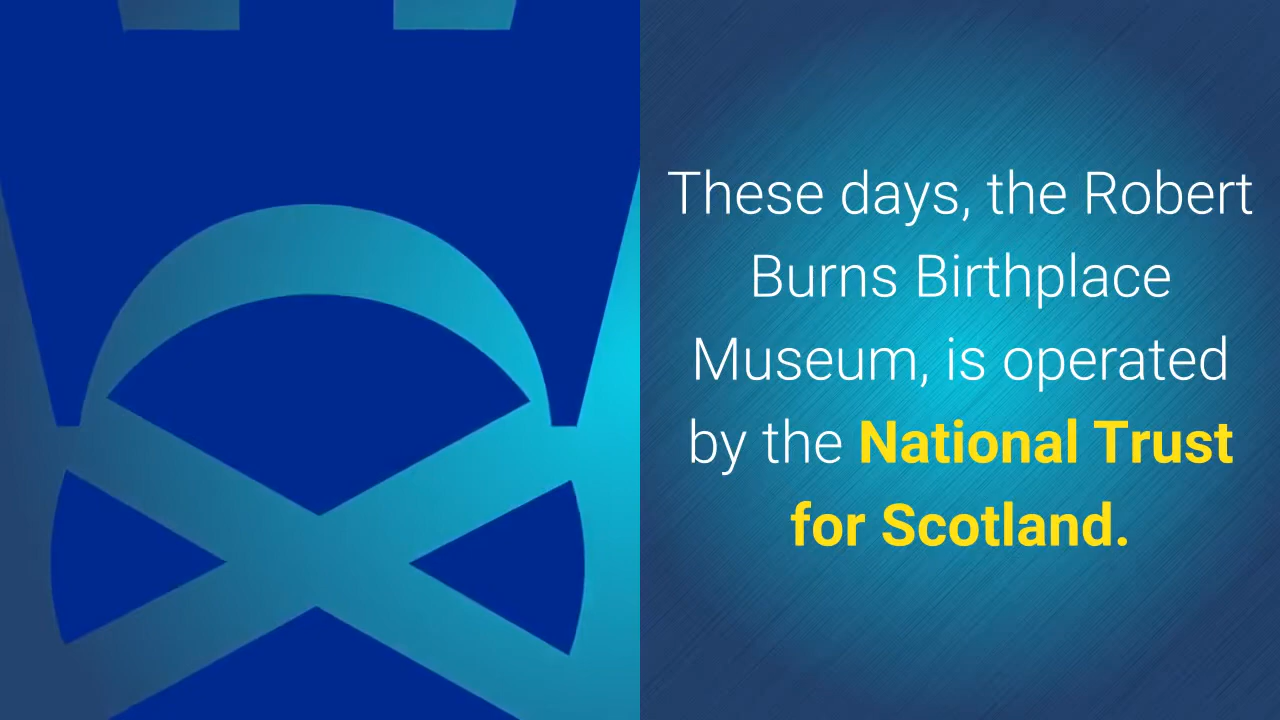 These days, the Robert
Burns Birthplace
Museum, is operated
by the National Trust
for Scotland.